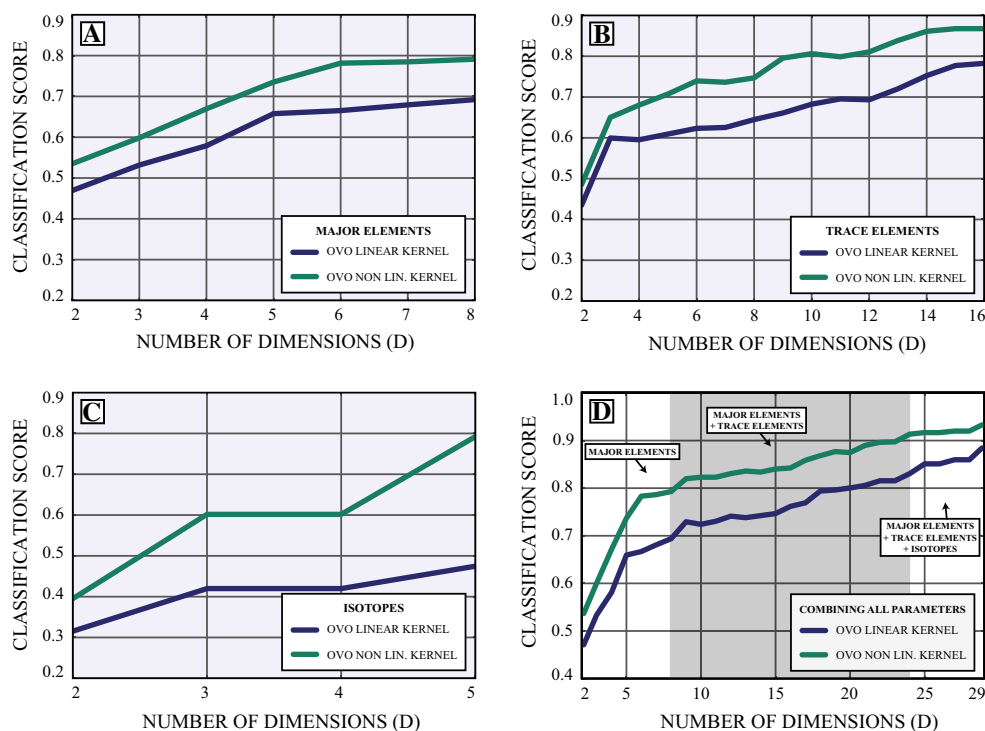 A
CLASSIFICATION SCORE
0.9
0.8
0.7
0.6
0.5
0.4
0.3
0.2
MAJOR ELEMENTS
OVO LINEAR KERNEL
OVO NON LIN. KERNEL
2 3 4 5 6 7 8
NUMBER OF DIMENSIONS (D)
B
CLASSIFICATION SCORE
0.9
0.8
0.7
0.6
0.5
0.4
0.3
0.2
TRACE ELEMENTS
OVO LINEAR KERNEL
OVO NON LIN. KERNEL
2 4 6 8 10 12 14 16
NUMBER OF DIMENSIONS (D)
C
CLASSIFICATION SCORE
0.9
0.8
0.7
0.6
0.5
0.4
0.3
0.2
ISOTOPES
OVO LINEAR KERNEL
OVO NON LIN. KERNEL
2 3 4 5
NUMBER OF DIMENSIONS (D)
D
CLASSIFICATION SCORE
1.0
0.9
0.8
0.7
0.6
0.5
0.4
MAJOR ELEMENTS
MAJOR ELEMENTS
+ TRACE ELEMENTS
MAJOR ELEMENTS
+ TRACE ELEMENTS
+ ISOTOPES
COMBINING ALL PARAMETERS
OVO LINEAR KERNEL
OVO NON LIN. KERNEL
2 5 10 15 20 25 29
NUMBER OF DIMENSIONS (D)